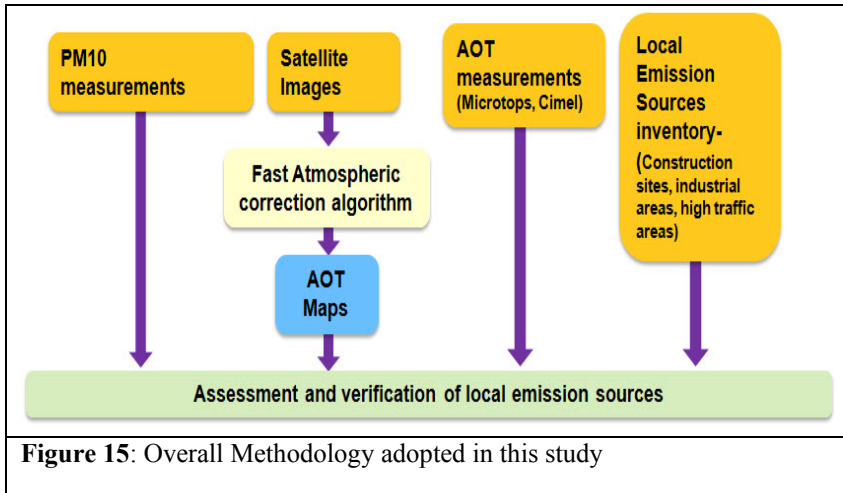 PM10
measurements
Satellite
Images
AOT
measurements
(Microtops, Cimel)
Local
Emission
Sources
inventory-
(Construction
sites, industrial
areas, high traffic
areas)
Fast Atmospheric
correction algorithm
AOT
Maps
Assessment and verification of local emission sources
Figure 15: Overall Methodology adopted in this study